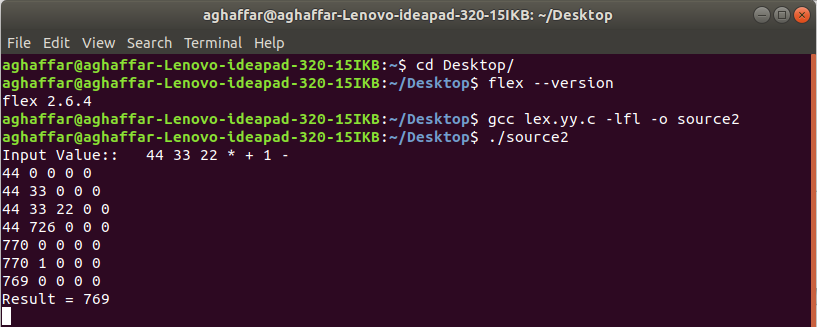 aghaffar@aghaffar-Lenovo-ideapad-320-15IKB: ~/Desktop
File Edit View Search Terminal Help
aghaffar@aghaffar-Lenovo-ideapad-320-15IKB:~$ cd Desktop/
aghaffar@aghaffar-Lenovo-ideapad-320-15IKB:~/Desktop$ flex --version
flex 2.6.4
aghaffar@aghaffar-Lenovo-ideapad-320-15IKB:~/Desktop$ gcc lex.yy.c -lfl -o source2
aghaffar@aghaffar-Lenovo-ideapad-320-15IKB:~/Desktop$ ./source2
Input Value::   44 33 22 * + 1 -
44 0 0 0 0
44 33 0 0 0
44 33 22 0 0
44 726 0 0 0
770 0 0 0 0
770 1 0 0 0
769 0 0 0 0
Result = 769